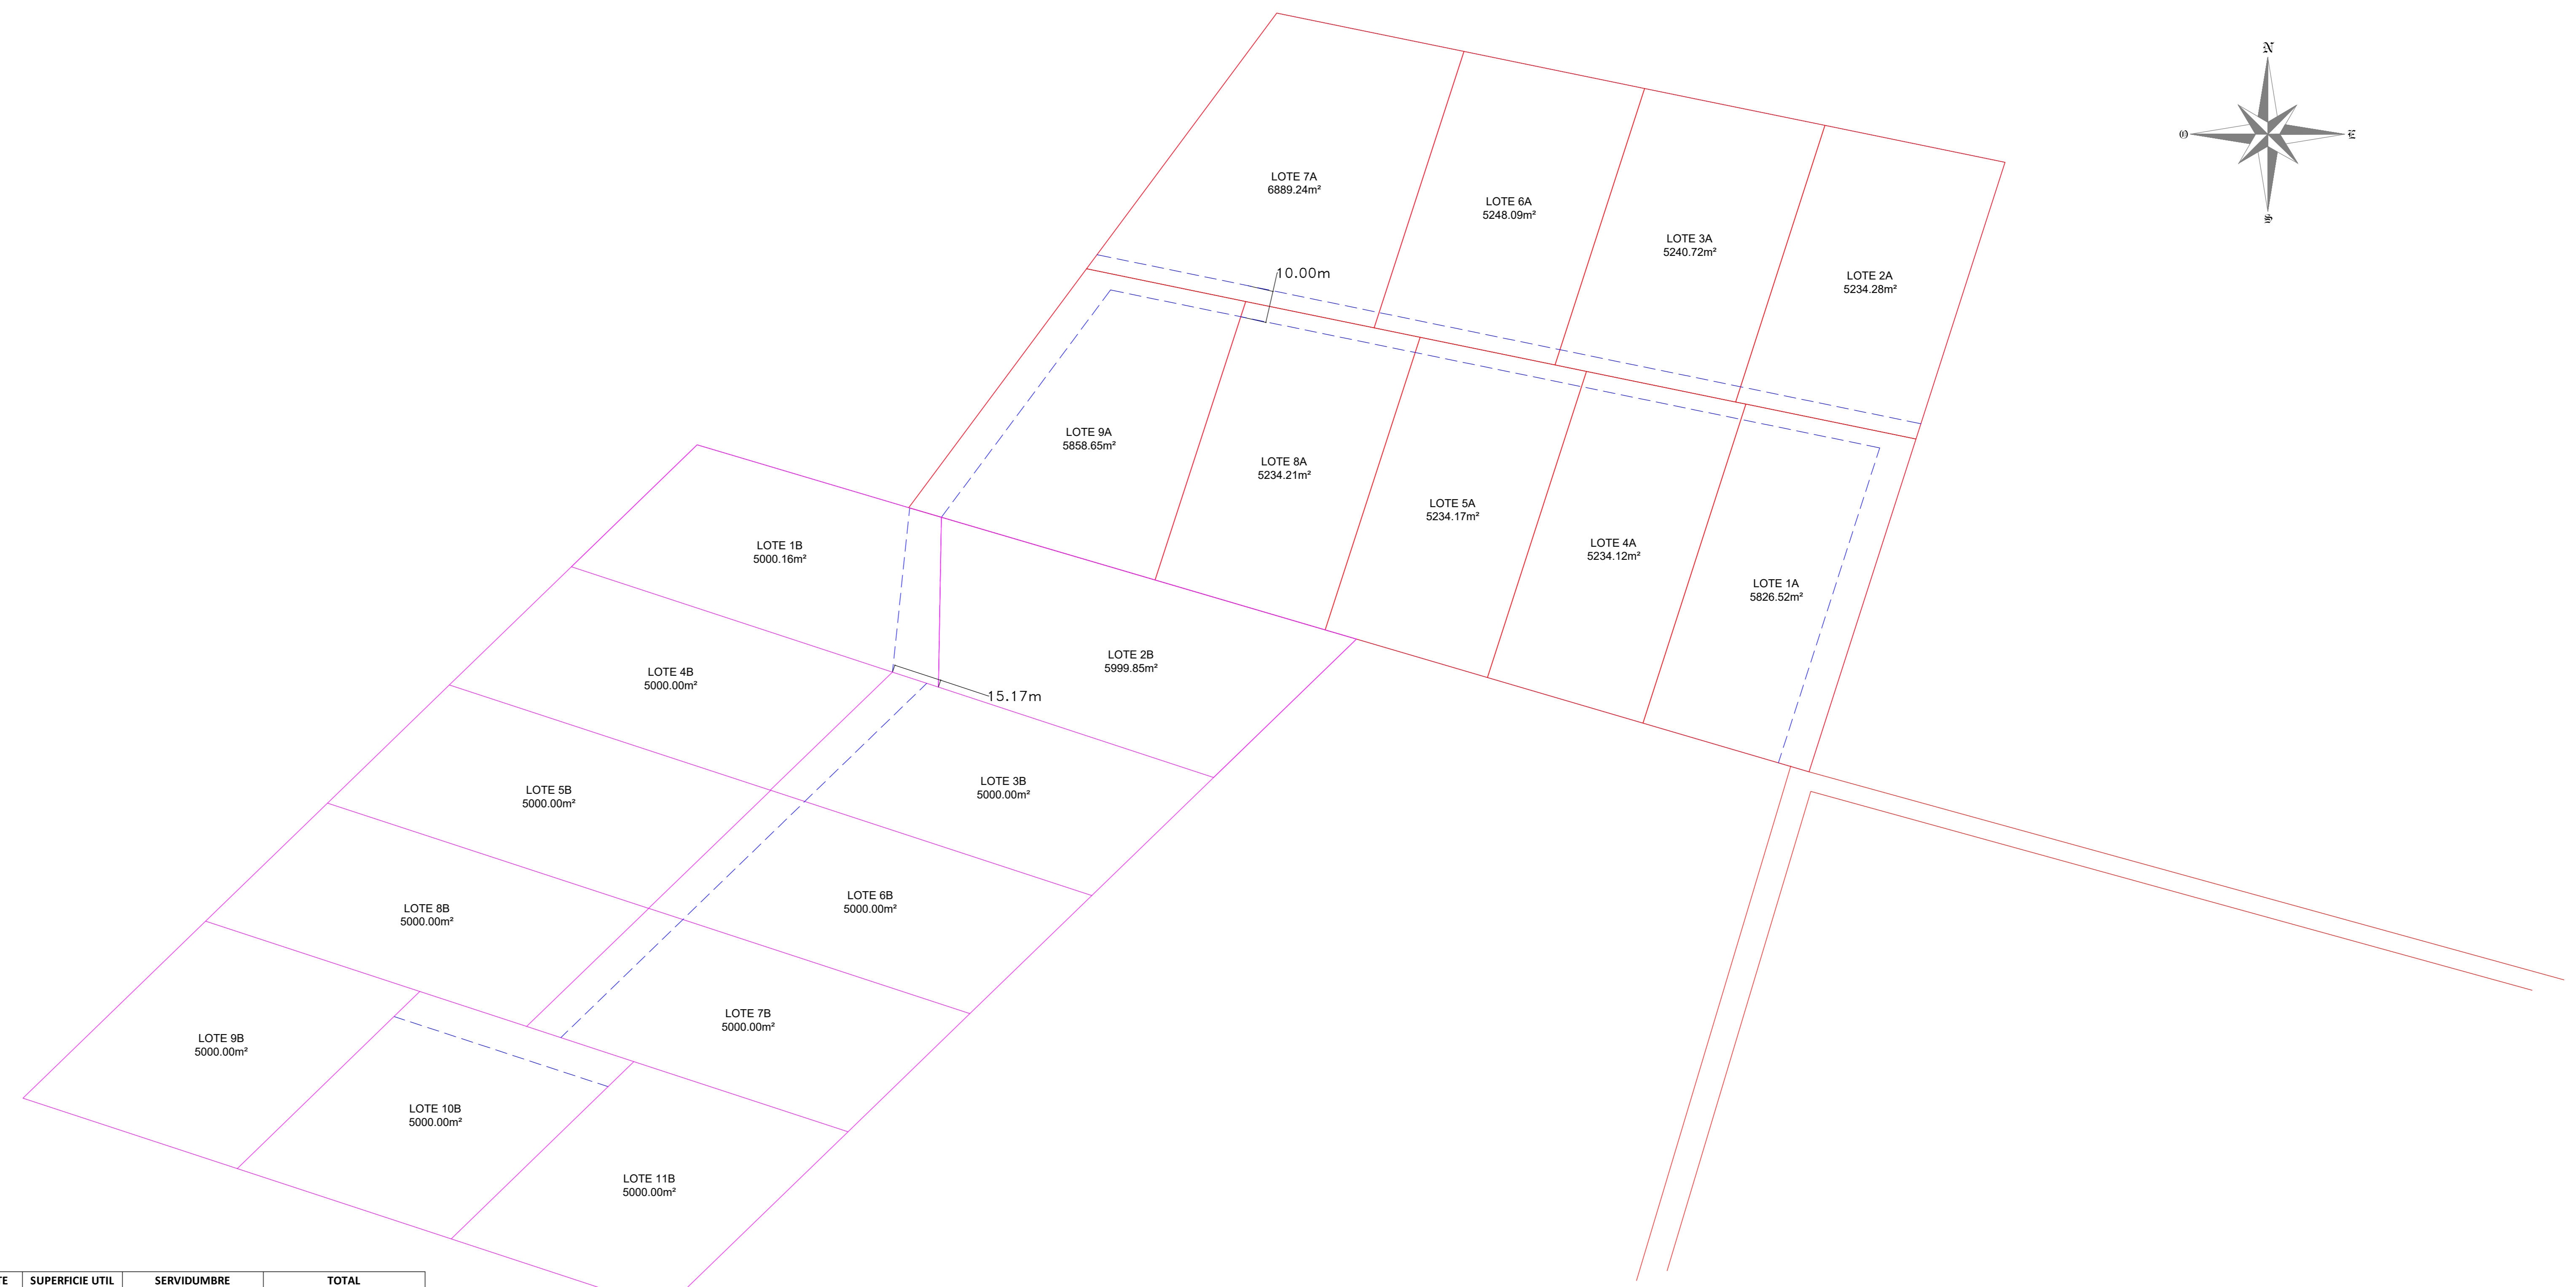 N
O
E
S
LOTE 7A
6889.24m²
LOTE 6A
5248.09m²
LOTE 3A
5240.72m²
LOTE 2A
5234.28m²
10.00m
LOTE 9A
5858.65m²
LOTE 8A
5234.21m²
LOTE 5A
5234.17m²
LOTE 4A
5234.12m²
LOTE 1A
5826.52m²
LOTE 1B
5000.16m²
LOTE 2B
5999.85m²
15.17m
LOTE 4B
5000.00m²
LOTE 3B
5000.00m²
LOTE 5B
5000.00m²
LOTE 6B
5000.00m²
LOTE 8B
5000.00m²
LOTE 7B
5000.00m²
LOTE 9B
5000.00m²
LOTE 10B
5000.00m²
LOTE 11B
5000.00m²
TE SUPERFICIE UTIL SERVIDUMBRE TOTAL